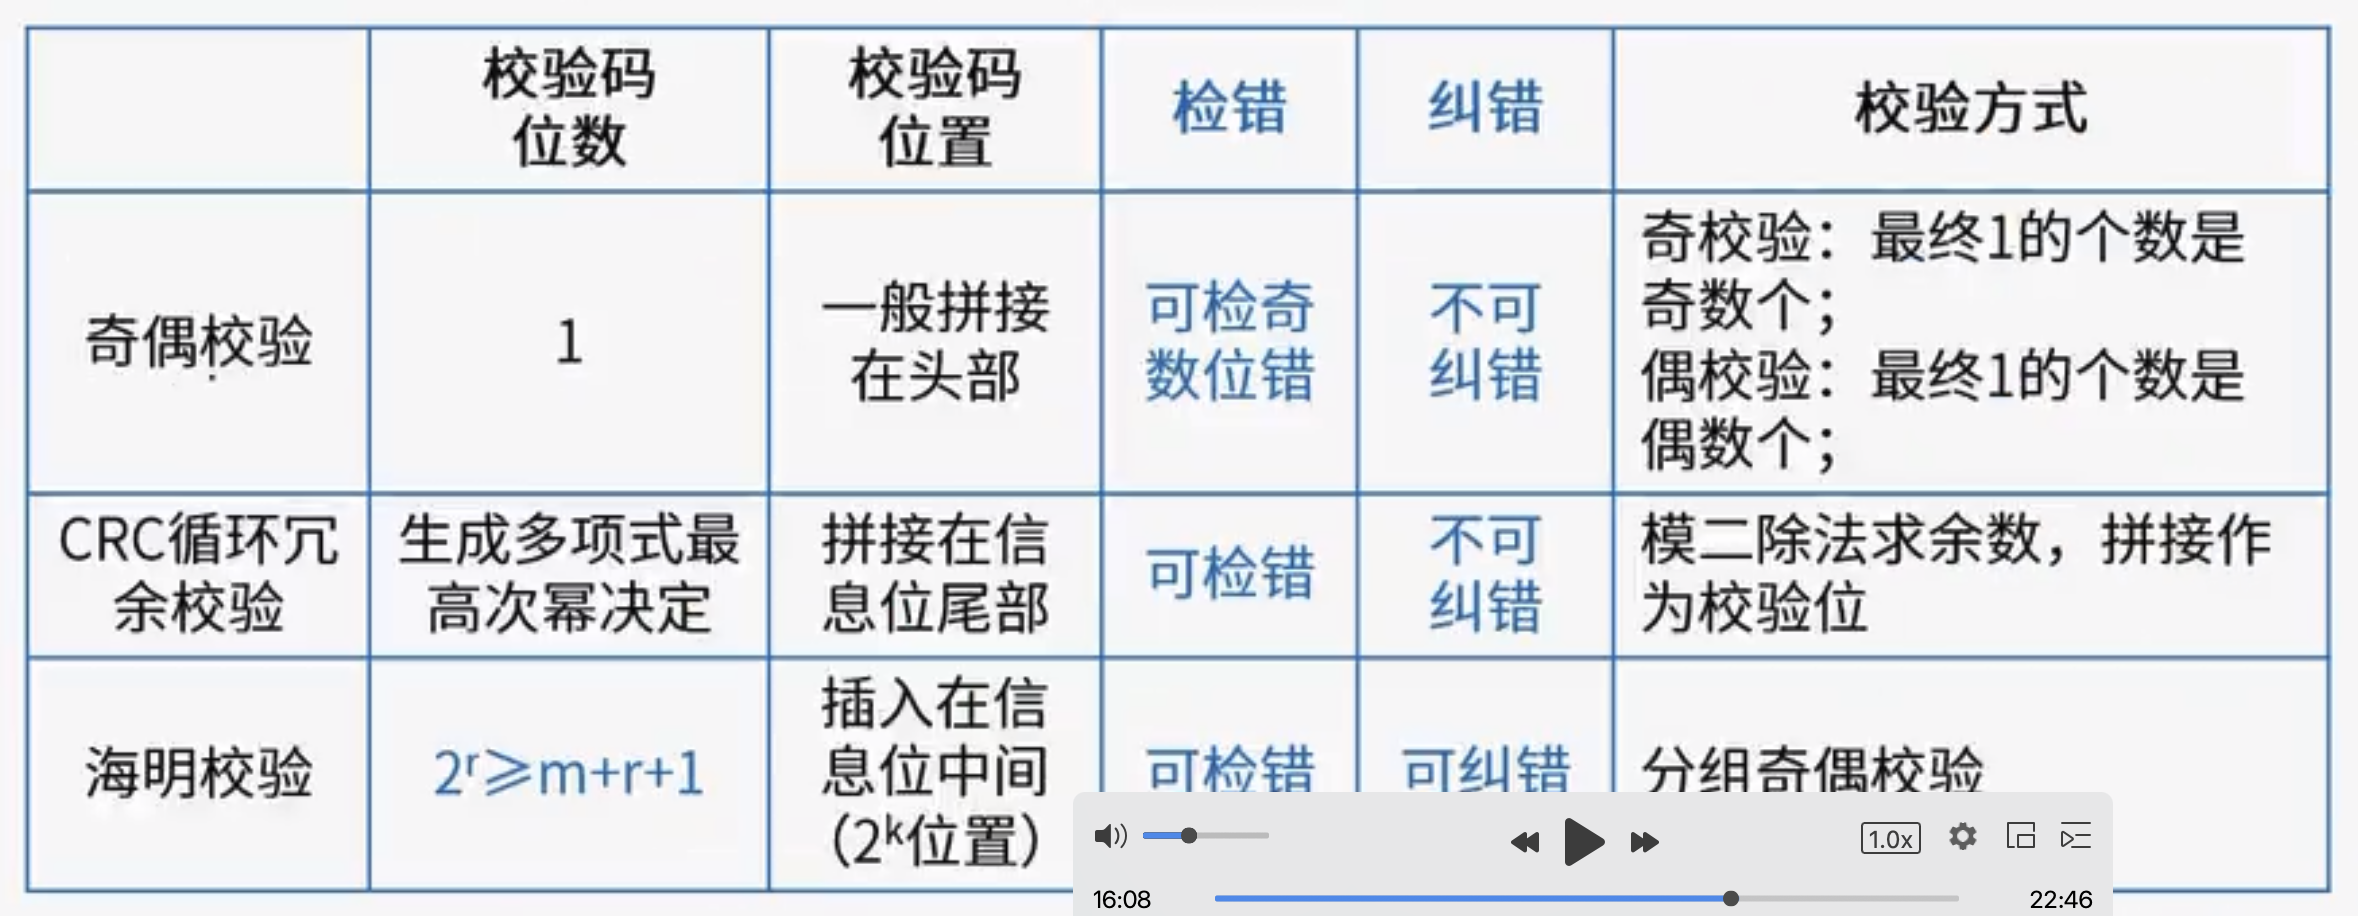 校验码
位数
校验码
位置
检错
纠错
校验方式
奇偶校验
1
一般拼接
在头部
可检奇
数位错
不可
纠错
奇校验：最终1的个数是
奇数个；
偶校验：最终1的个数是
偶数个；
CRC循环冗
余校验
生成多项式最
高次幂决定
拼接在信
息位尾部
可检错
不可
纠错
模二除法求余数，拼接作
为校验位
海明校验
2ʳ⩾m+r+1
插入在信
息位中间
（2ᵏ位置）
可检错
可纠错
分组奇偶校验
1.0x
16:08
22:46